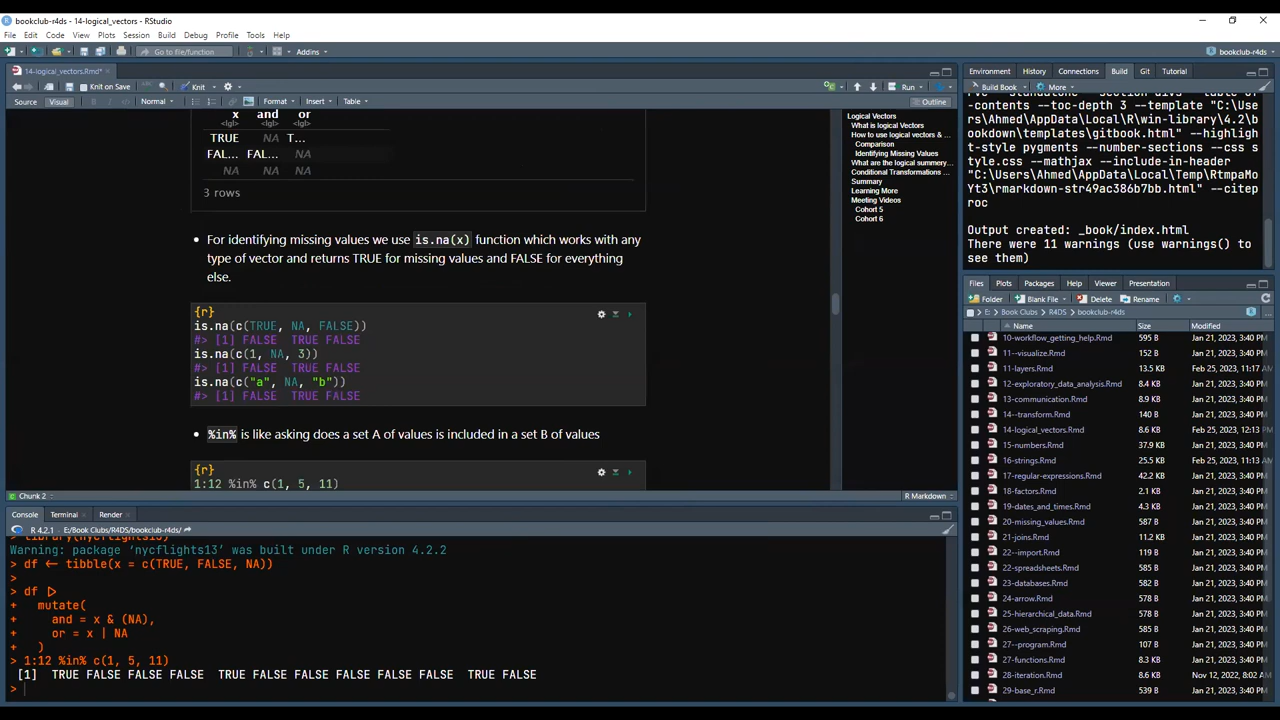 bookclub-r4ds - 14-logical_vectors - RStudio
File Edit Code View Plots Session Build Debug Profile Tools Help
Go to file/function Addins bookclub-r4ds
14-logical_vectors.Rmd*
Knit on Save Knit Run
Source Visual B I Normal Format Insert Table Outline
x and or
<lgl> <lgl> <lgl>
TRUE NA T...
FAL... FAL... NA
NA NA NA
3 rows
• For identifying missing values we use is.na(x) function which works with any
type of vector and returns TRUE for missing values and FALSE for everything
else.
{r}
is.na(c(TRUE, NA, FALSE))
#> [1] FALSE  TRUE FALSE
is.na(c(1, NA, 3))
#> [1] FALSE  TRUE FALSE
is.na(c("a", NA, "b"))
#> [1] FALSE  TRUE FALSE
• %in% is like asking does a set A of values is included in a set B of values
{r}
1:12 %in% c(1, 5, 11)
Chunk 2 R Markdown
Logical Vectors
What is logical Vectors
How to use logical vectors & ...
Comparison
Identifying Missing Values
What are the logical summery...
Conditional Transformations ...
Summary
Learning More
Meeting Videos
Cohort 5
Cohort 6
Console Terminal Render
R 4.2.1 · E:/Book Clubs/R4DS/bookclub-r4ds/
> library(nycflights13)
Warning: package ‘nycflights13’ was built under R version 4.2.2
> df <- tibble(x = c(TRUE, FALSE, NA))
>
> df |>
+   mutate(
+     and = x & (NA),
+     or = x | NA
+   )
> 1:12 %in% c(1, 5, 11)
[1]  TRUE FALSE FALSE FALSE  TRUE FALSE FALSE FALSE FALSE FALSE  TRUE FALSE
>
Environment History Connections Build Git Tutorial
Build Book More
-contents --toc-depth 3 --template "C:\Use
rs\Ahmed\AppData\Local\R\win-library\4.2\b
ookdown\templates\gitbook.html" --highligh
t-style pygments --number-sections --css s
tyle.css --mathjax --include-in-header
"C:\Users\Ahmed\AppData\Local\Temp\RtmpaMo
Yt3\rmarkdown-str49ac386b7bb.html" --citep
roc
Output created: _book/index.html
There were 11 warnings (use warnings() to
see them)
Files Plots Packages Help Viewer Presentation
Folder Blank File Delete Rename
E: Book Clubs R4DS bookclub-r4ds
Name Size Modified
10-workflow_getting_help.Rmd 595 B Jan 21, 2023, 3:40 PM
11--visualize.Rmd 152 B Jan 21, 2023, 3:40 PM
11-layers.Rmd 13.5 KB Feb 25, 2023, 11:17 AM
12-exploratory_data_analysis.Rmd 8.4 KB Jan 21, 2023, 3:40 PM
13-communication.Rmd 8.9 KB Jan 21, 2023, 3:40 PM
14--transform.Rmd 140 B Jan 21, 2023, 3:40 PM
14-logical_vectors.Rmd 8.6 KB Feb 25, 2023, 12:13 PM
15-numbers.Rmd 37.9 KB Jan 21, 2023, 3:40 PM
16-strings.Rmd 25.5 KB Feb 25, 2023, 11:13 AM
17-regular-expressions.Rmd 42.2 KB Jan 21, 2023, 3:40 PM
18-factors.Rmd 2.1 KB Jan 21, 2023, 3:40 PM
19-dates_and_times.Rmd 4.3 KB Jan 21, 2023, 3:40 PM
20-missing_values.Rmd 587 B Jan 21, 2023, 3:40 PM
21-joins.Rmd 12.3 KB Jan 21, 2023, 3:40 PM
22--import.Rmd 119 B Jan 21, 2023, 3:40 PM
22-spreadsheets.Rmd 585 B Jan 21, 2023, 3:40 PM
23-databases.Rmd 582 B Jan 21, 2023, 3:40 PM
24-arrow.Rmd 578 B Jan 21, 2023, 3:40 PM
25-hierarchical_data.Rmd 578 B Jan 21, 2023, 3:40 PM
26-web_scraping.Rmd 585 B Jan 21, 2023, 3:40 PM
27--program.Rmd 107 B Jan 21, 2023, 3:40 PM
27-functions.Rmd 8.3 KB Jan 21, 2023, 3:40 PM
28-iteration.Rmd 8.6 KB Nov 12, 2022, 8:02 AM
29-base_r.Rmd 539 B Jan 21, 2023, 3:40 PM